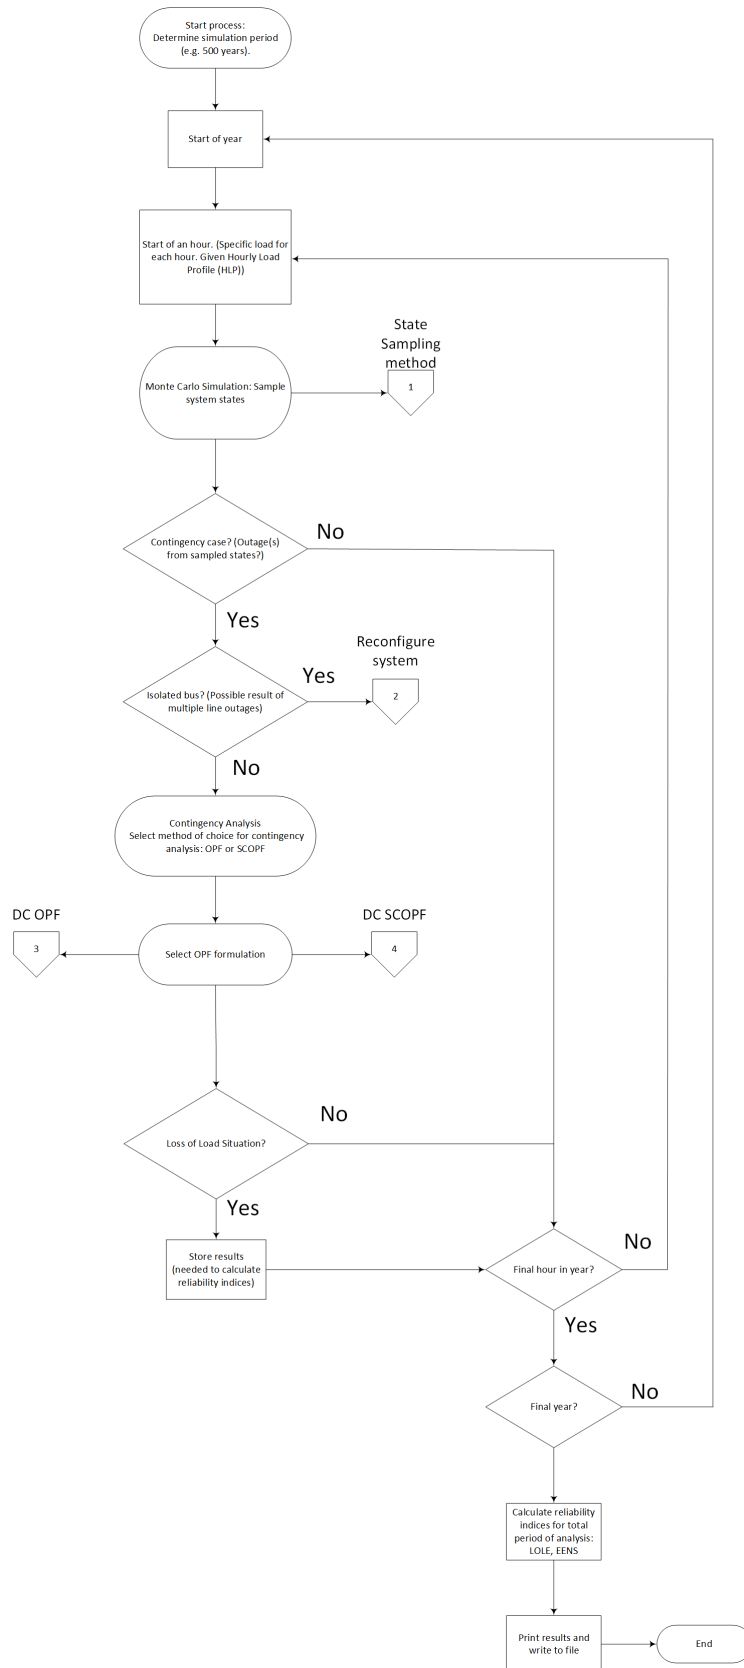 Start process:
Determine simulation period
(e.g. 500 years).
Start of year
Start of an hour. (Specific load for
each hour. Given Hourly Load
Profile (HLP))
State
Sampling
method
Monte Carlo Simulation: Sample
system states
1
Contingency case? (Outage(s)
from sampled states?)
No
Yes
Reconfigure
system
Isolated bus? (Possible result of
multiple line outages)
Yes
2
No
Contingency Analysis
Select method of choice for contingency
analysis: OPF or SCOPF
DC OPF
DC SCOPF
3
Select OPF formulation
4
Loss of Load Situation?
No
Yes
Store results
(needed to calculate
reliability indices)
Final hour in year?
No
Yes
Final year?
No
Calculate reliability
indices for total
period of analysis:
LOLE, EENS
Print results and
write to file
End